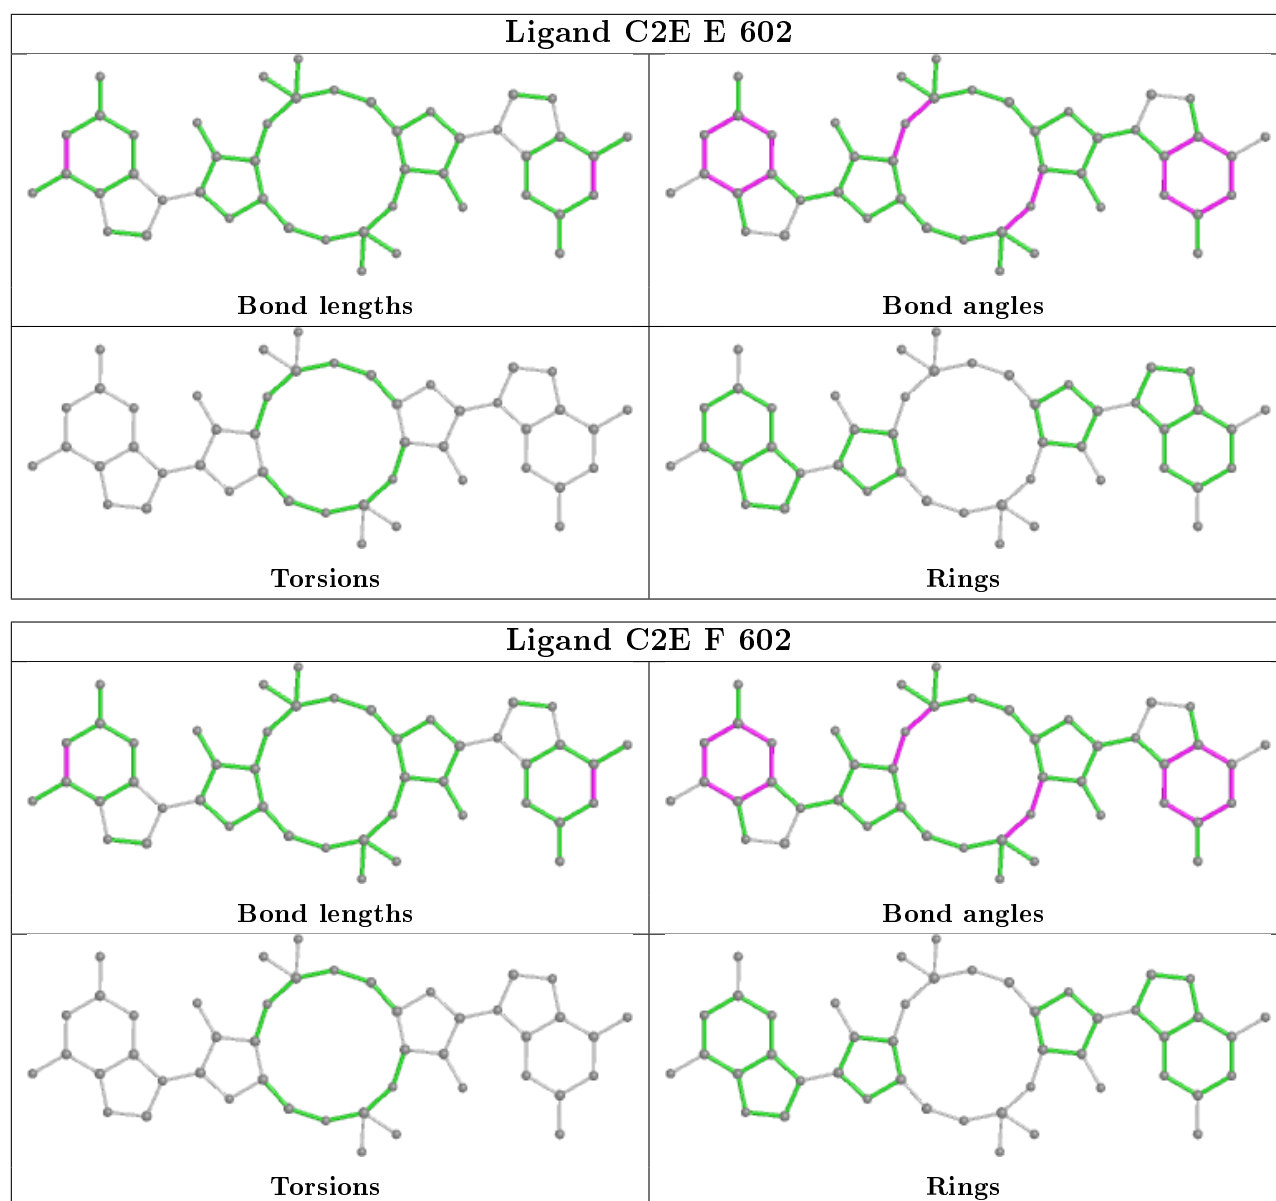 Ligand C2E E 602
Bond lengths
Bond angles
Torsions
Rings
Ligand C2E F 602
Bond lengths
Bond angles
Torsions
Rings